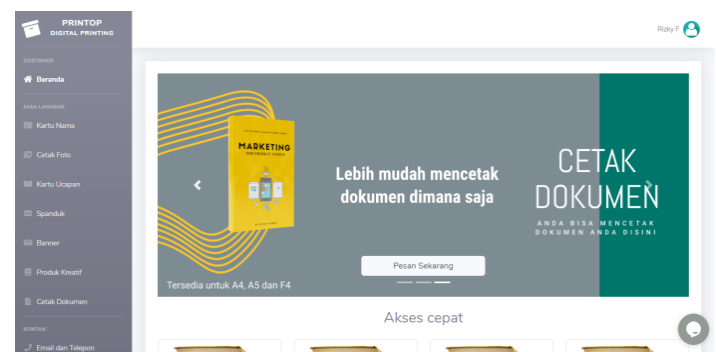 PRINTOP
DIGITAL PRINTING
Rizky F
CUSTOMER
Beranda
JASA LAYANAN
Kartu Nama
Cetak Foto
Kartu Ucapan
Spanduk
Banner
Produk Kreatif
Cetak Dokumen
KONTAK
Email dan Telepon
MARKETING
FOR PRODUCT PEOPLE
Tersedia untuk A4, A5 dan F4
Lebih mudah mencetak
dokumen dimana saja
Pesan Sekarang
CETAK
DOKUMEN
ANDA BISA MENCETAK
DOKUMEN ANDA DISINI
Akses cepat